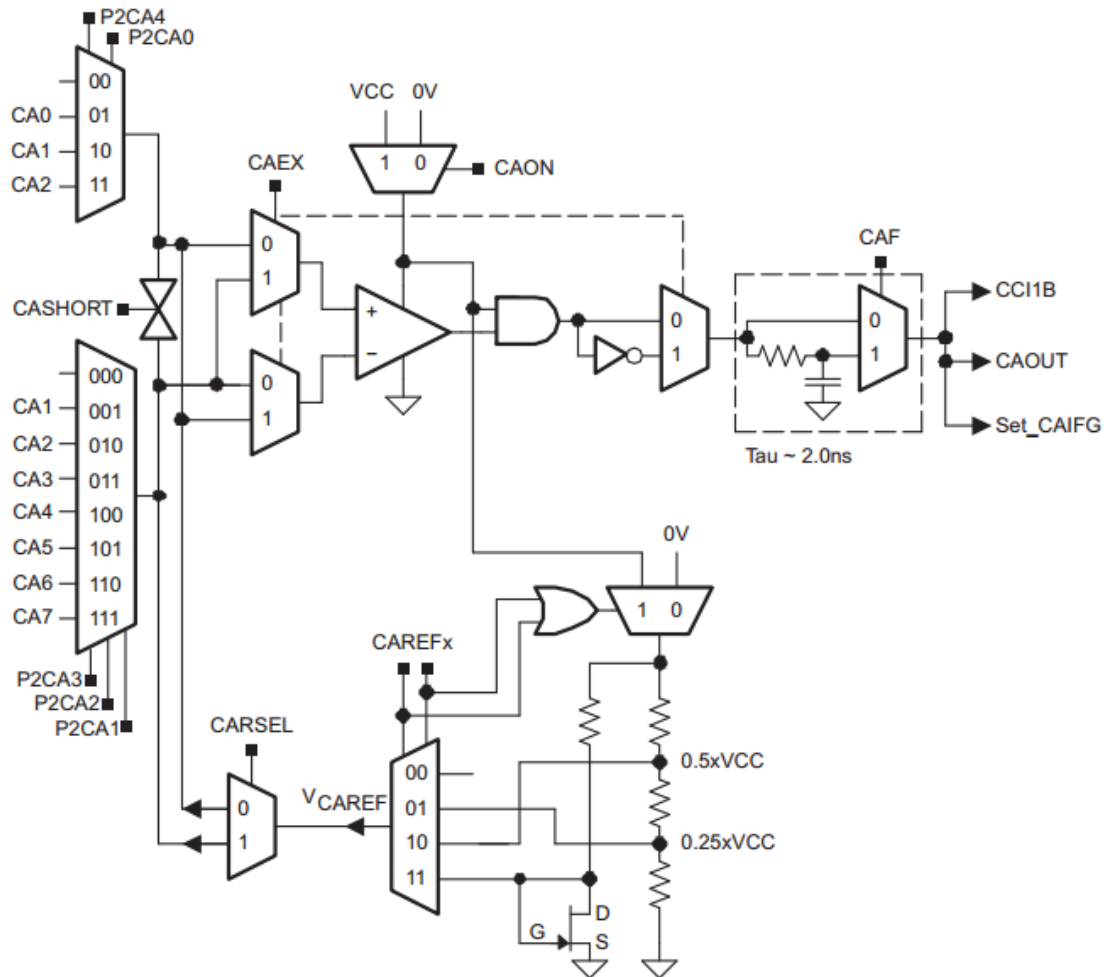 P2CA4
P2CA0
00
CA0 01
CA1 10
CA2 11
VCC 0V
1 0
CAON
CAEX
0
1
CASHORT
+
−
0
1
0
1
CAF
0
1
CCI1B
CAOUT
Set_CAIFG
Tau ~ 2.0ns
000
CA1 001
CA2 010
CA3 011
CA4 100
CA5 101
CA6 110
CA7 111
P2CA3
P2CA2
P2CA1
0V
1 0
CAREFx
CARSEL
0
1
VCAREF
00
01
10
11
0.5xVCC
0.25xVCC
D
G
S